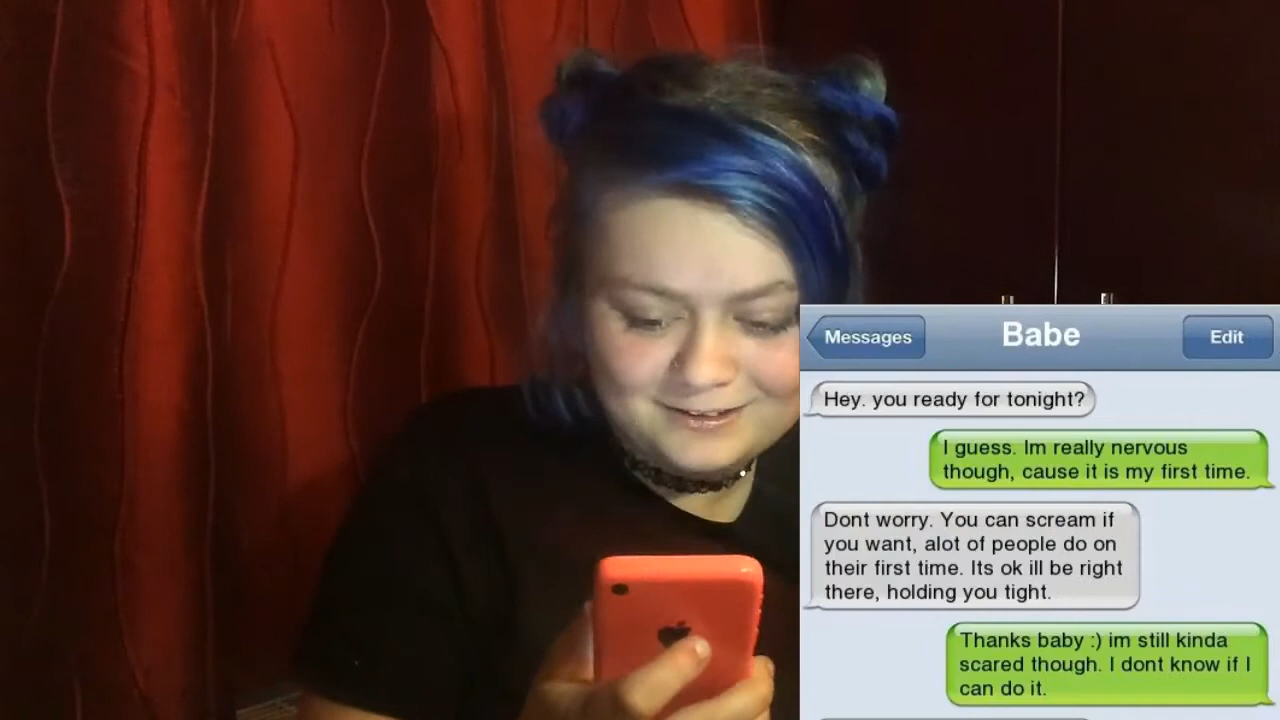 Messages
Babe
Edit
Hey. you ready for tonight?
I guess. Im really nervous
though, cause it is my first time.
Dont worry. You can scream if
you want, alot of people do on
their first time. Its ok ill be right
there, holding you tight.
Thanks baby :) im still kinda
scared though. I dont know if I
can do it.